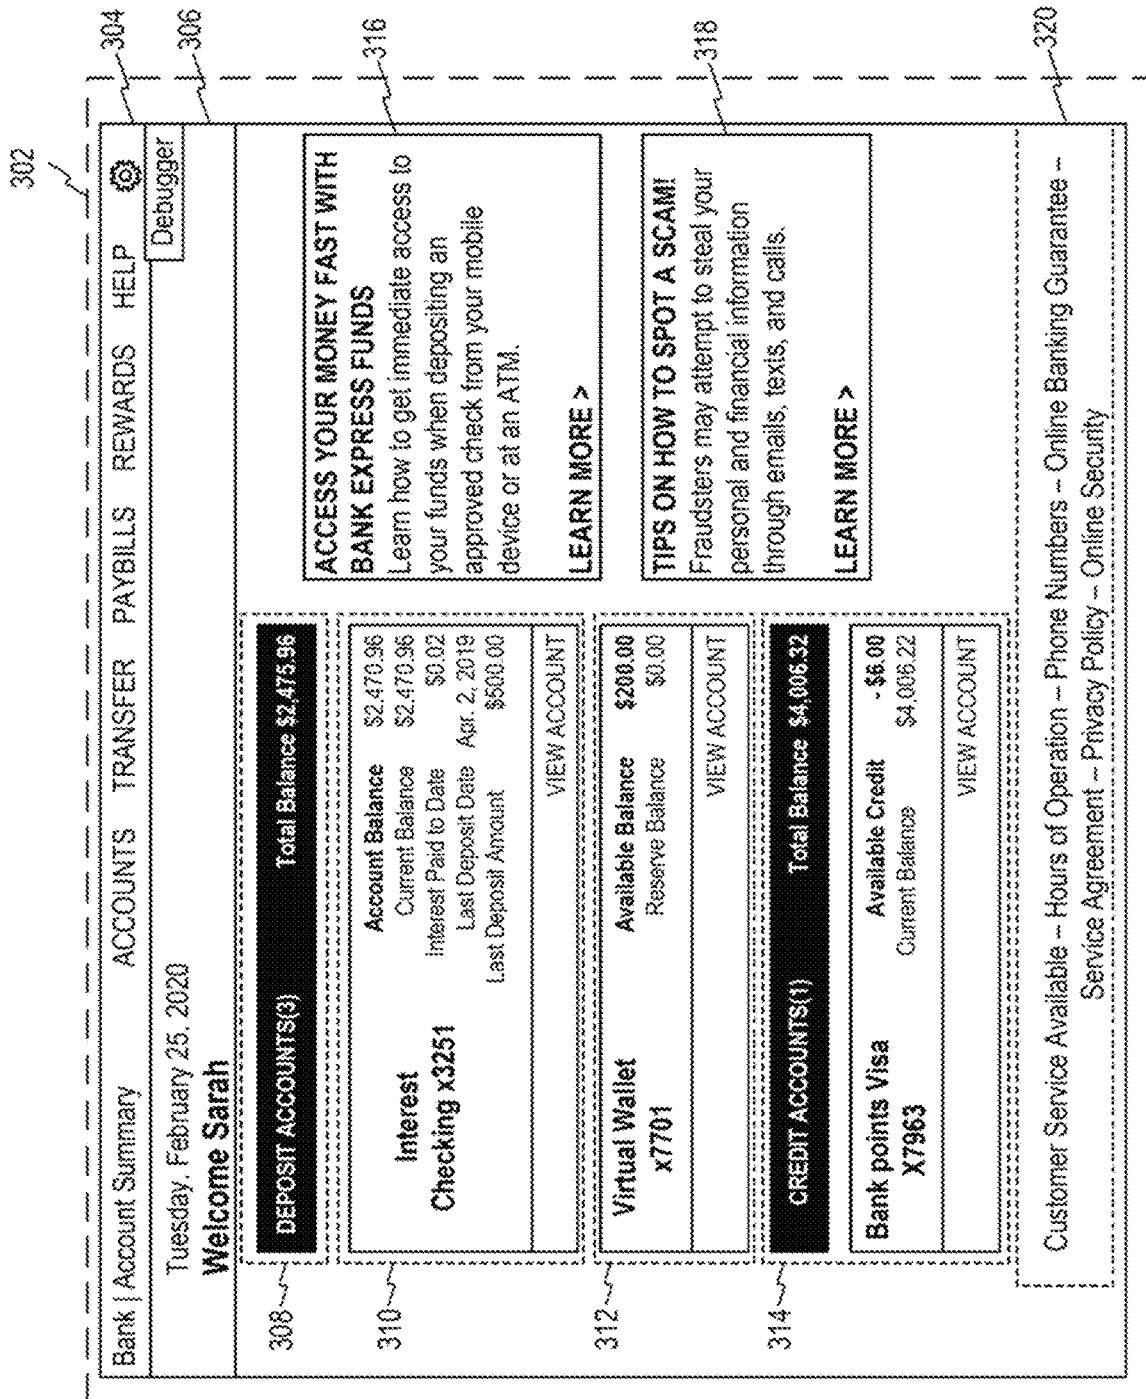 302
Bank | Account Summary ACCOUNTS TRANSFER PAYBILLS REWARDS HELP
304
Debugger
Tuesday, February 25, 2020
Welcome Sarah
306
308
DEPOSIT ACCOUNTS(3) Total Balance $2,475.96
310
Interest
Checking x3251
Account Balance $2,470.96
Current Balance $2,470.96
Interest Paid to Date $0.02
Last Deposit Date Apr. 2, 2019
Last Deposit Amount $500.00
VIEW ACCOUNT
312
Virtual Wallet
x7701
Available Balance $200.00
Reserve Balance $0.00
VIEW ACCOUNT
314
CREDIT ACCOUNTS(1) Total Balance $4,006.32
Bank points Visa
X7963
Available Credit - $6.00
Current Balance $4,006.22
VIEW ACCOUNT
316
ACCESS YOUR MONEY FAST WITH
BANK EXPRESS FUNDS
Learn how to get immediate access to
your funds when depositing an
approved check from your mobile
device or at an ATM.
LEARN MORE >
318
TIPS ON HOW TO SPOT A SCAM!
Fraudsters may attempt to steal your
personal and financial information
through emails, texts, and calls.
LEARN MORE >
320
Customer Service Available – Hours of Operation – Phone Numbers – Online Banking Guarantee –
Service Agreement – Privacy Policy – Online Security